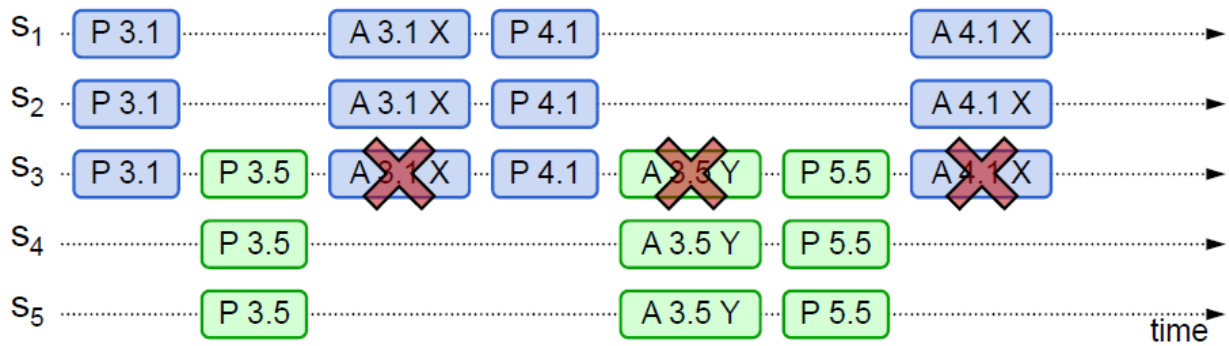 S1 P 3.1 A 3.1 X P 4.1 A 4.1 X
S2 P 3.1 A 3.1 X P 4.1 A 4.1 X
S3 P 3.1 P 3.5 A 3.1 X P 4.1 A 3.5 Y P 5.5 A 4.1 X
S4 P 3.5 A 3.5 Y P 5.5
S5 P 3.5 A 3.5 Y P 5.5
time